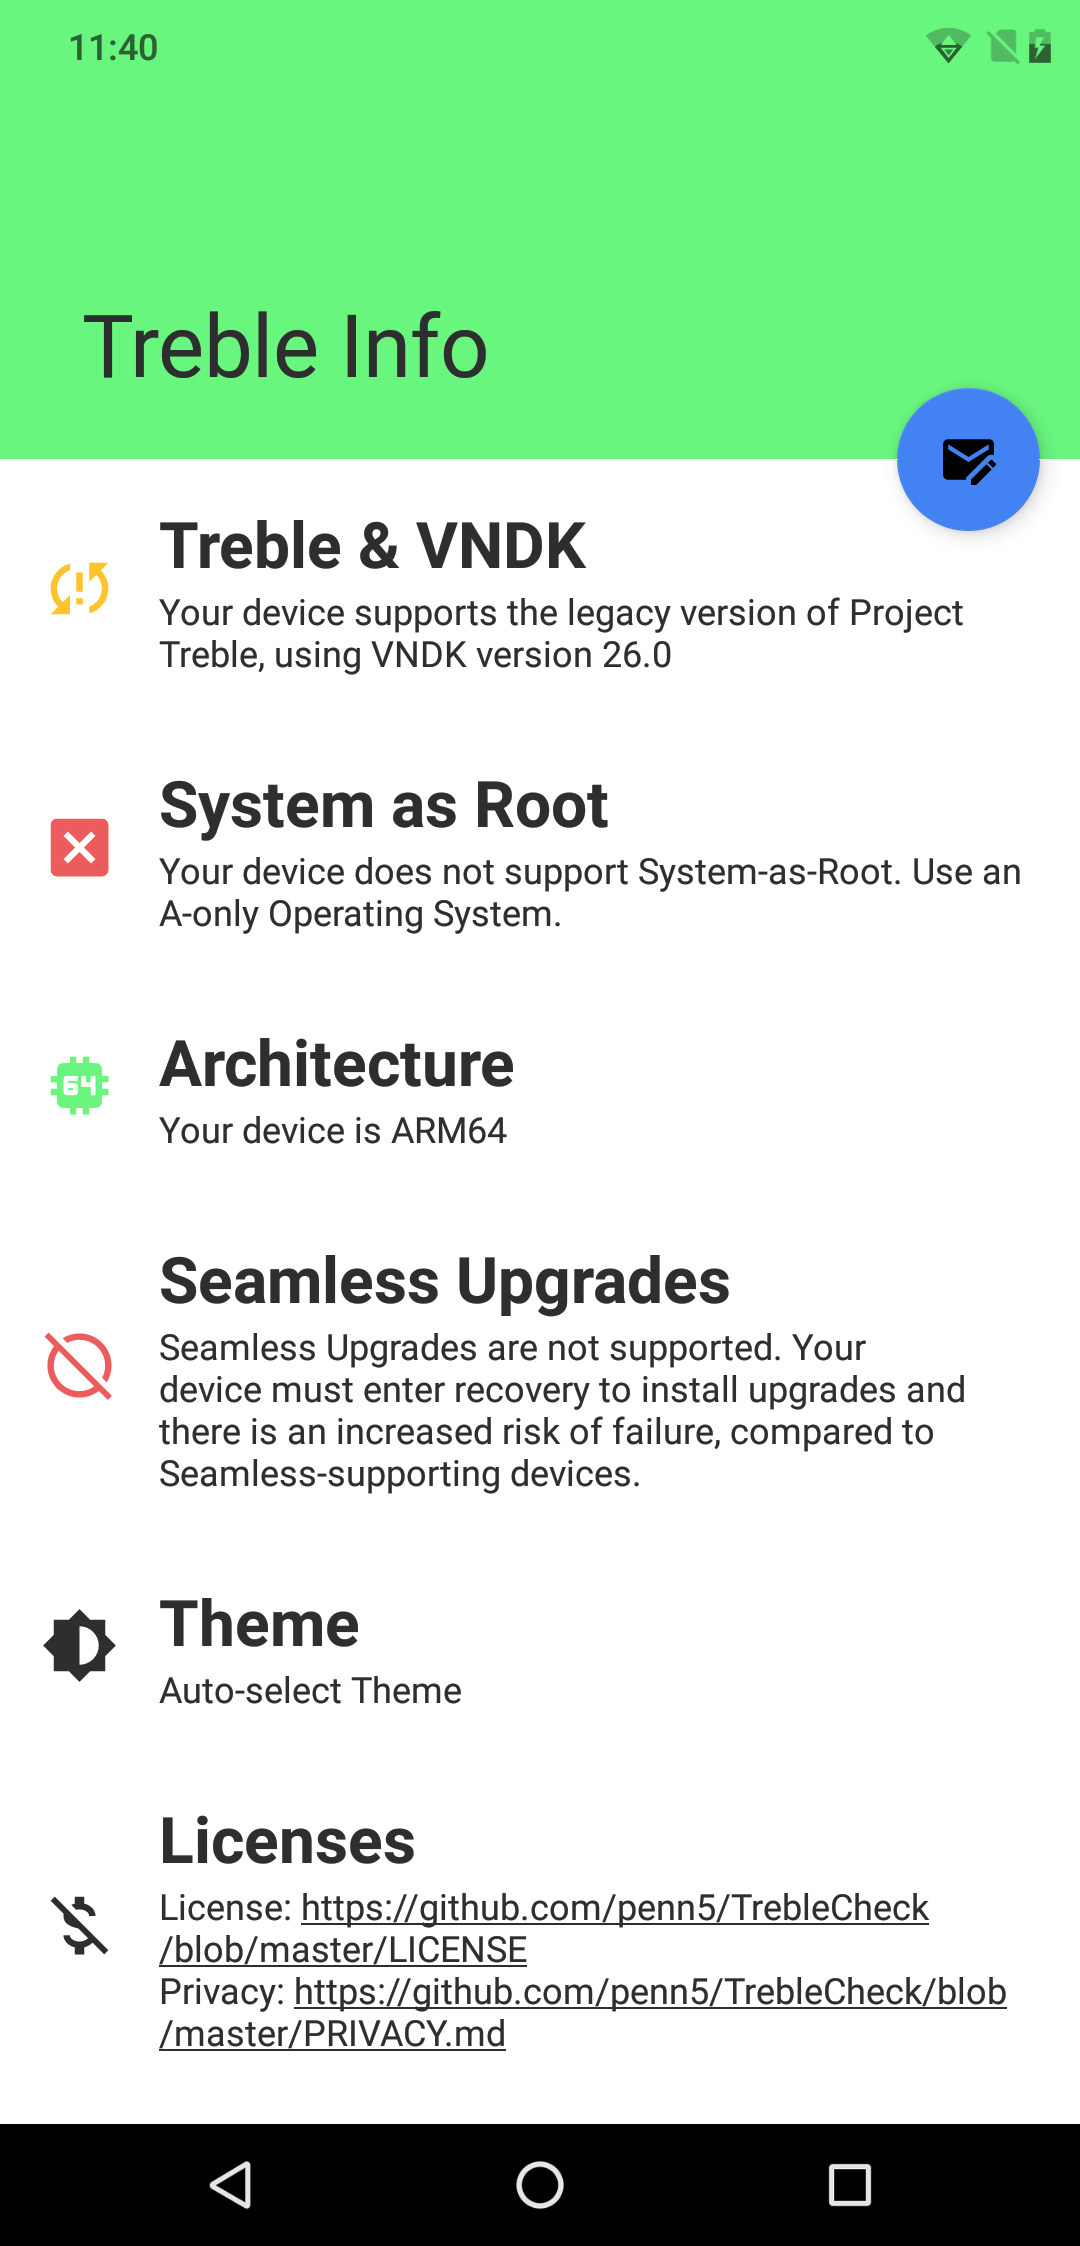 11:40
Treble Info
Treble & VNDK
Your device supports the legacy version of Project
Treble, using VNDK version 26.0
System as Root
Your device does not support System-as-Root. Use an
A-only Operating System.
64
Architecture
Your device is ARM64
Seamless Upgrades
Seamless Upgrades are not supported. Your
device must enter recovery to install upgrades and
there is an increased risk of failure, compared to
Seamless-supporting devices.
Theme
Auto-select Theme
Licenses
License: https://github.com/penn5/TrebleCheck
/blob/master/LICENSE
Privacy: https://github.com/penn5/TrebleCheck/blob
/master/PRIVACY.md